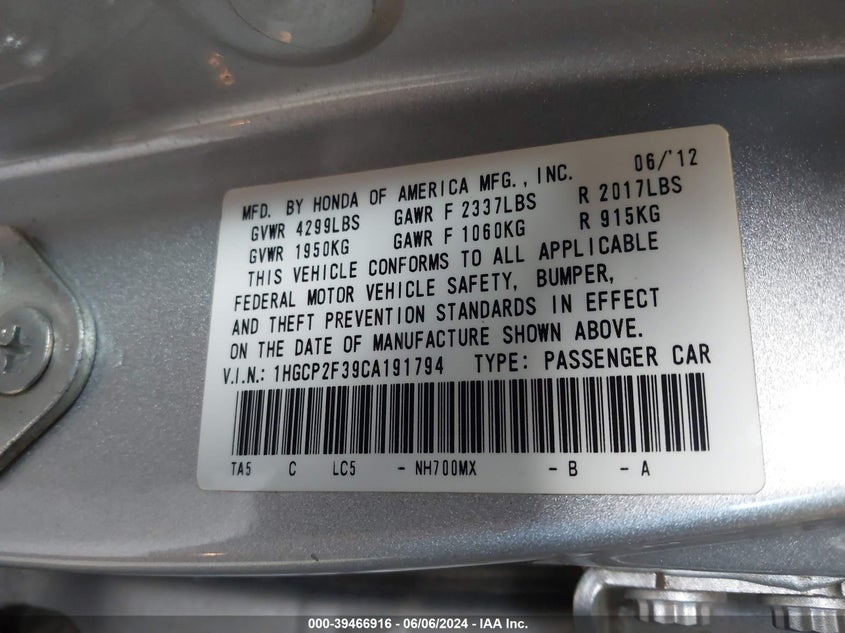 MFD. BY HONDA OF AMERICA MFG., INC. 06/'12
GVWR 4299LBS GAWR F 2337LBS R 2017LBS
GVWR 1950KG GAWR F 1060KG R 915KG
THIS VEHICLE CONFORMS TO ALL APPLICABLE
FEDERAL MOTOR VEHICLE SAFETY, BUMPER,
AND THEFT PREVENTION STANDARDS IN EFFECT
ON THE DATE OF MANUFACTURE SHOWN ABOVE.
V.I.N.: 1HGCP2F39CA191794 TYPE: PASSENGER CAR
TA5 C LC5 - NH700MX - B - A
000-39466916 - 06/06/2024 - IAA Inc.